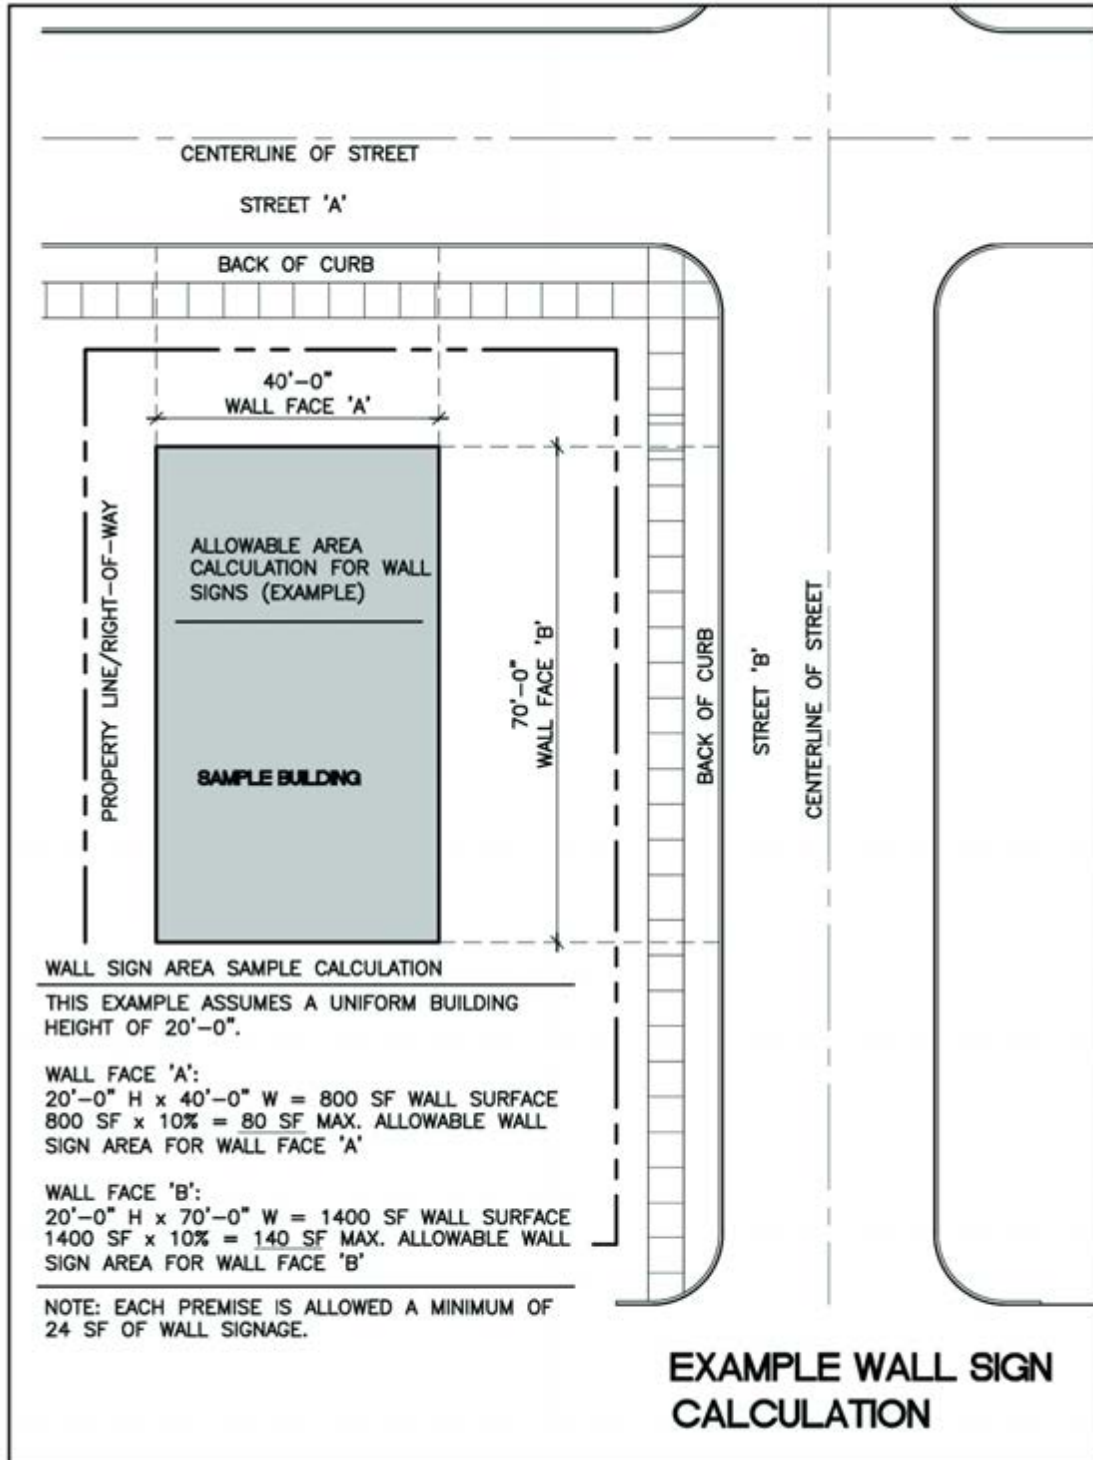 CENTERLINE OF STREET
STREET 'A'
BACK OF CURB
40'-0"
WALL FACE 'A'
PROPERTY LINE/RIGHT-OF-WAY
ALLOWABLE AREA
CALCULATION FOR WALL
SIGNS (EXAMPLE)
SAMPLE BUILDING
70'-0"
WALL FACE 'B'
BACK OF CURB
STREET 'B'
CENTERLINE OF STREET
WALL SIGN AREA SAMPLE CALCULATION
THIS EXAMPLE ASSUMES A UNIFORM BUILDING
HEIGHT OF 20'-0".
WALL FACE 'A':
20'-0" H x 40'-0" W = 800 SF WALL SURFACE
800 SF x 10% = 80 SF MAX. ALLOWABLE WALL
SIGN AREA FOR WALL FACE 'A'
WALL FACE 'B':
20'-0" H x 70'-0" W = 1400 SF WALL SURFACE
1400 SF x 10% = 140 SF MAX. ALLOWABLE WALL
SIGN AREA FOR WALL FACE 'B'
NOTE: EACH PREMISE IS ALLOWED A MINIMUM OF
24 SF OF WALL SIGNAGE.
EXAMPLE WALL SIGN
CALCULATION